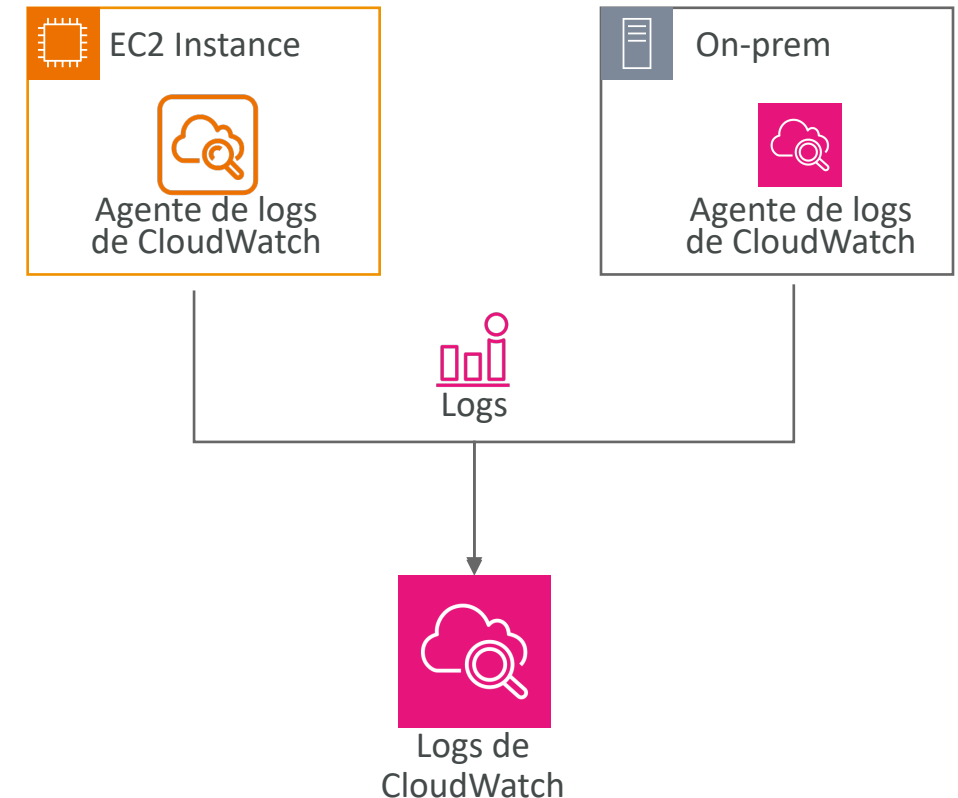 EC2 Instance
Agente de logs
de CloudWatch
On-prem
Agente de logs
de CloudWatch
Logs
Logs de
CloudWatch